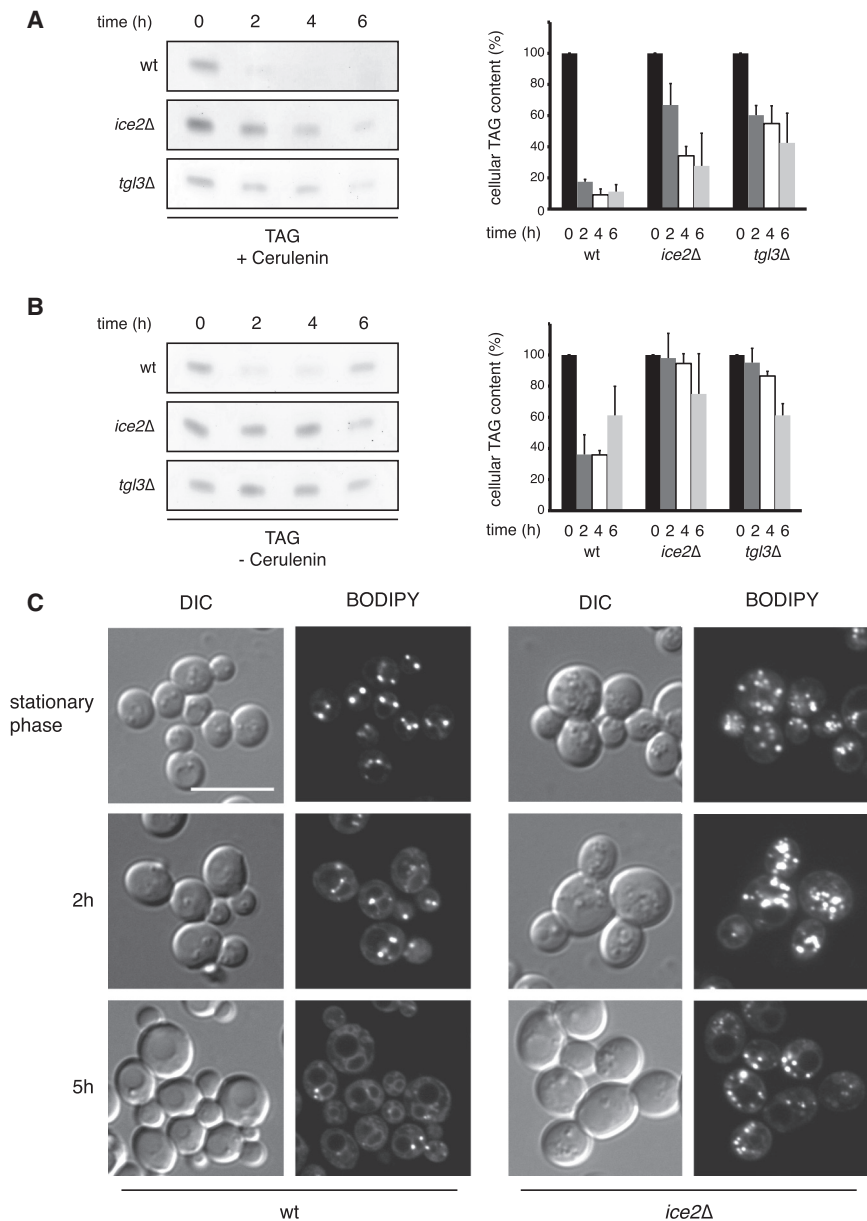 A
time (h) 0 2 4 6
wt
ice2Δ
tgl3Δ
TAG
+ Cerulenin
cellular TAG content (%)
100
80
60
40
20
0
time (h) 0 2 4 6 0 2 4 6 0 2 4 6
wt ice2Δ tgl3Δ
B
time (h) 0 2 4 6
wt
ice2Δ
tgl3Δ
TAG
- Cerulenin
cellular TAG content (%)
100
80
60
40
20
0
time (h) 0 2 4 6 0 2 4 6 0 2 4 6
wt ice2Δ tgl3Δ
C
DIC BODIPY DIC BODIPY
stationary
phase
2h
5h
wt ice2Δ